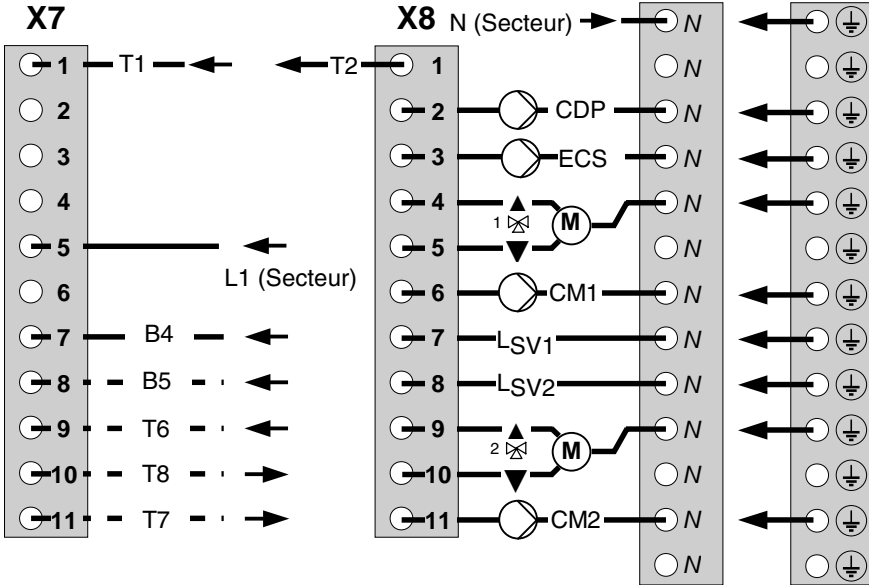 X7
X8 N (Secteur) N
1 T1 T2 1 N
2 2 CDP N
3 3 ECS N
4 4 1 M N
5 5 N
L1 (Secteur)
6 6 CM1 N
7 B4 7 LSV1 N
8 B5 8 LSV2 N
9 T6 9 2 M N
10 T8 10 N
11 T7 11 CM2 N
N